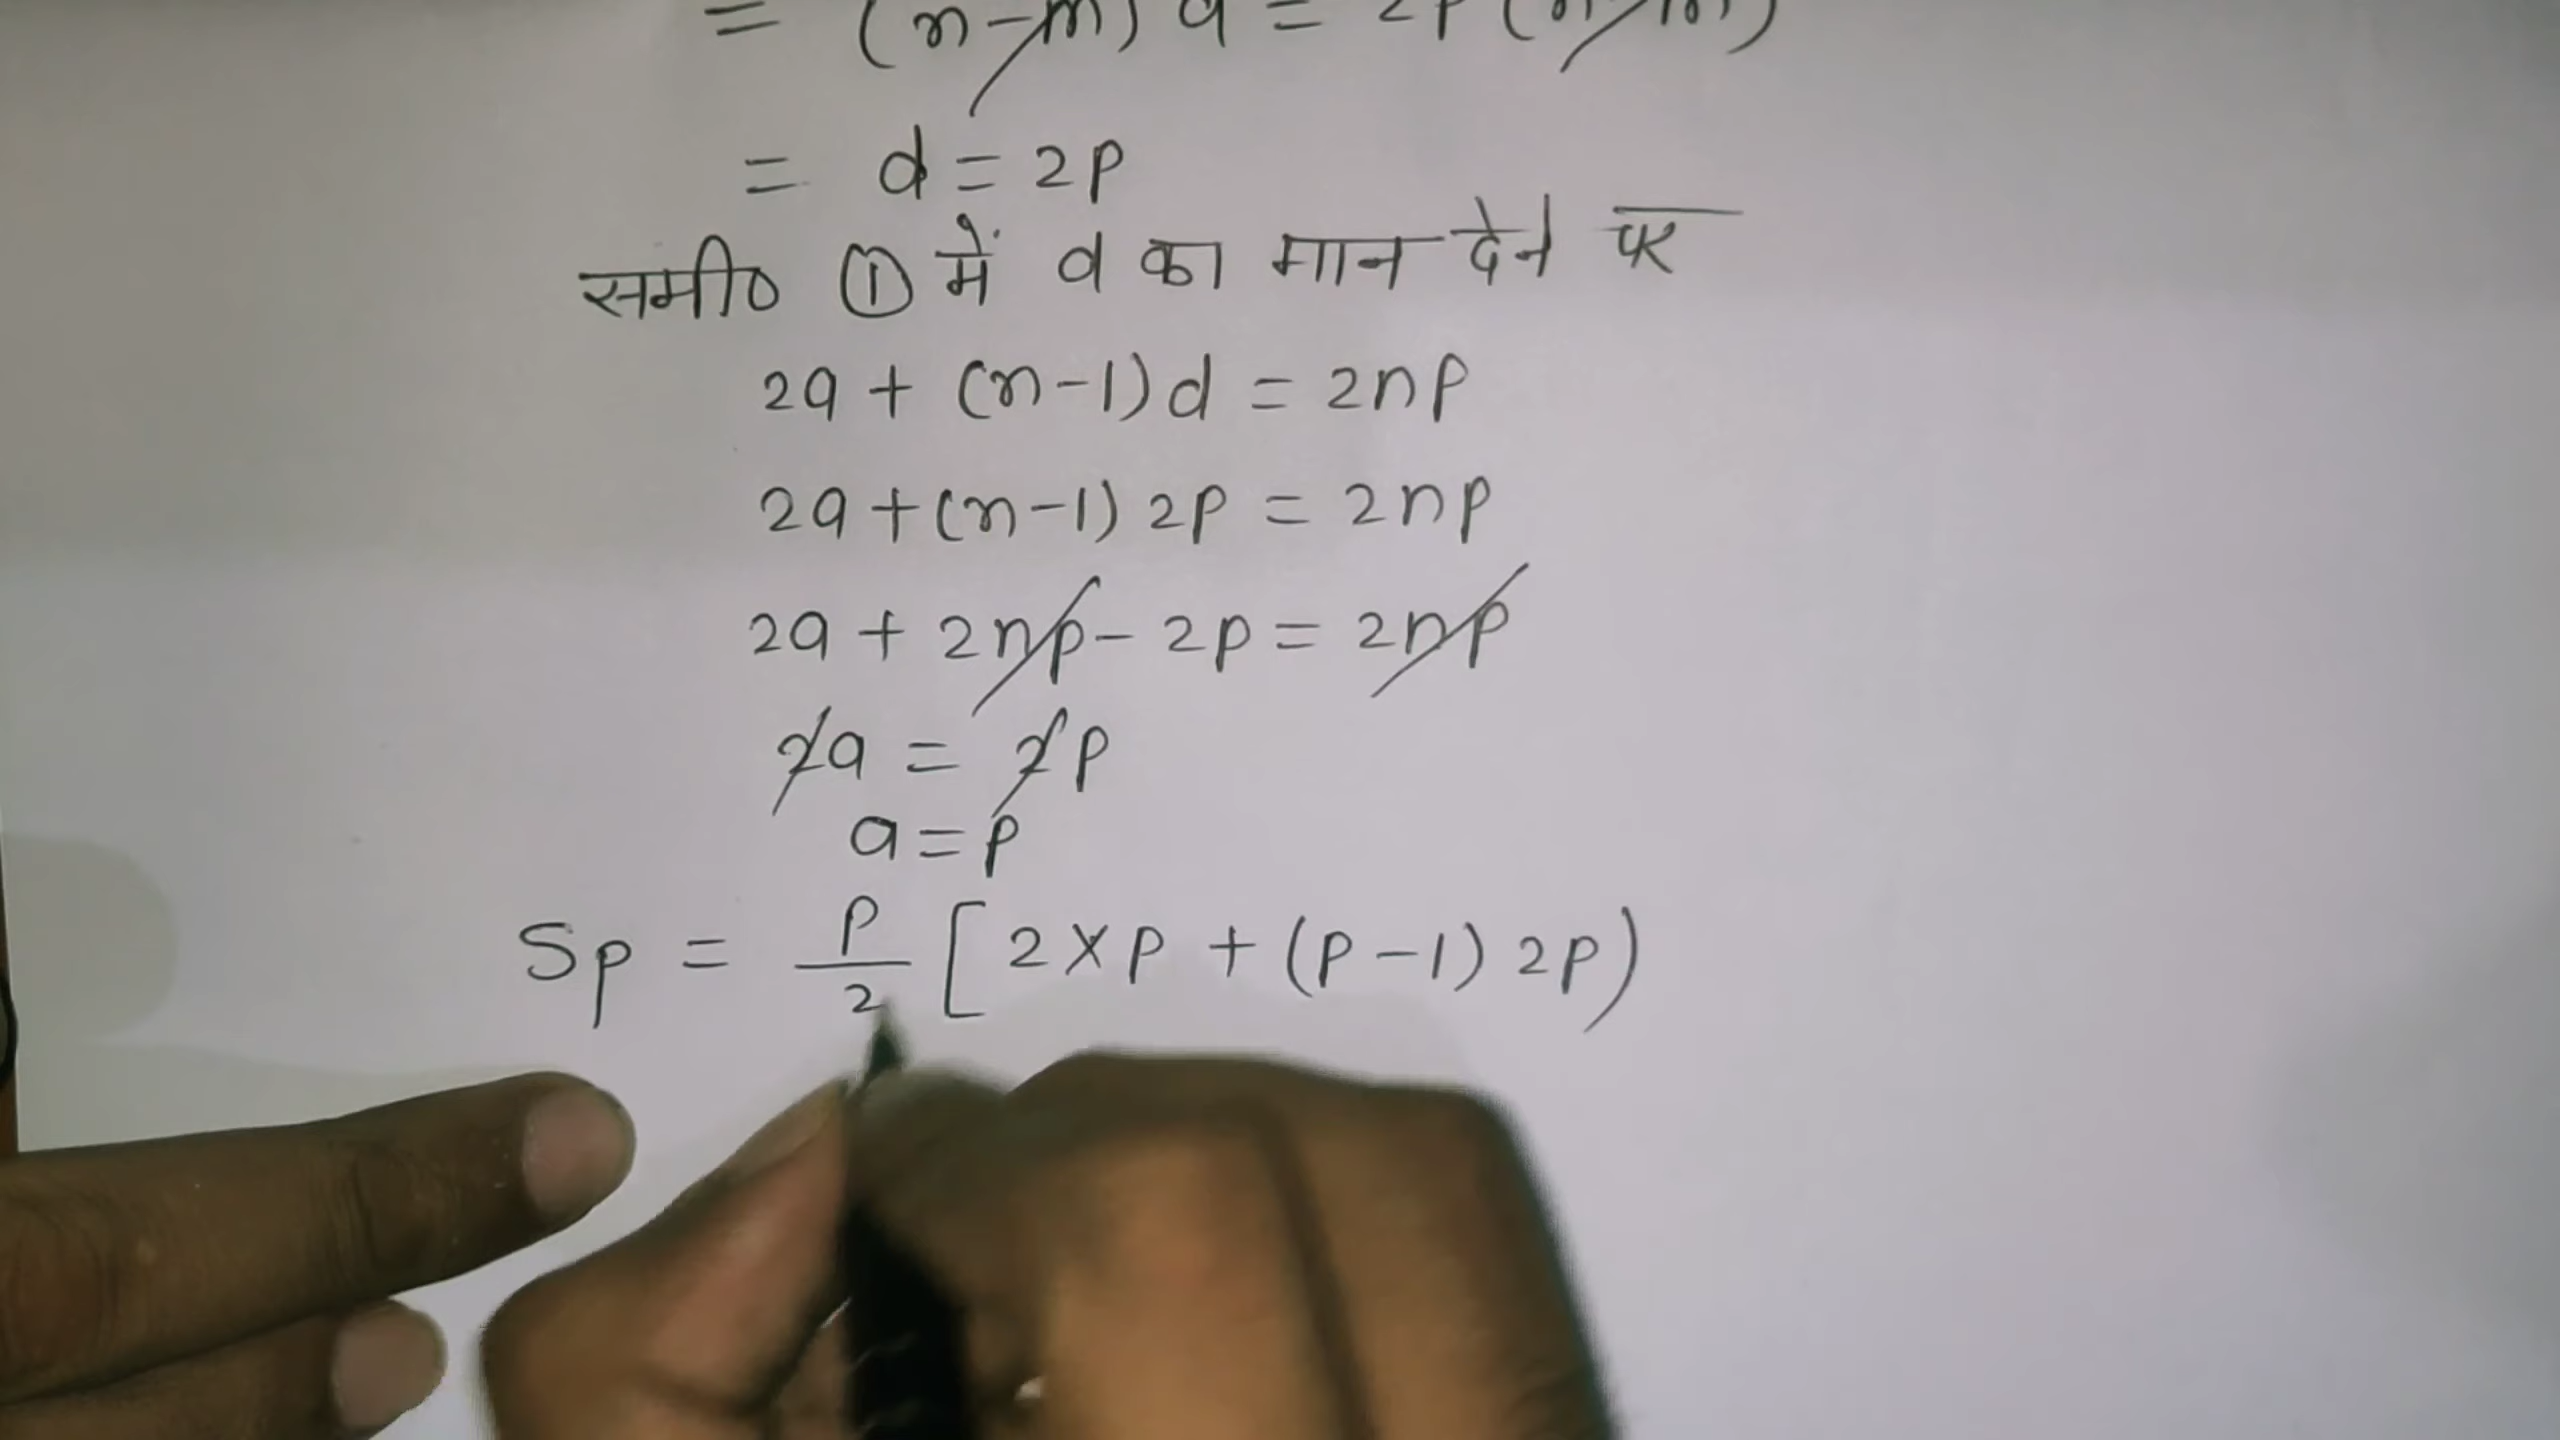 = (n-m) d = 2p (n-m)
= d = 2p
समी० ① में d का मान देने पर
2a + (n-1)d = 2np
2a + (n-1) 2p = 2np
2a + 2np - 2p = 2np
2a = 2p
a = p
Sp = p/2 [2×p + (p-1) 2p)